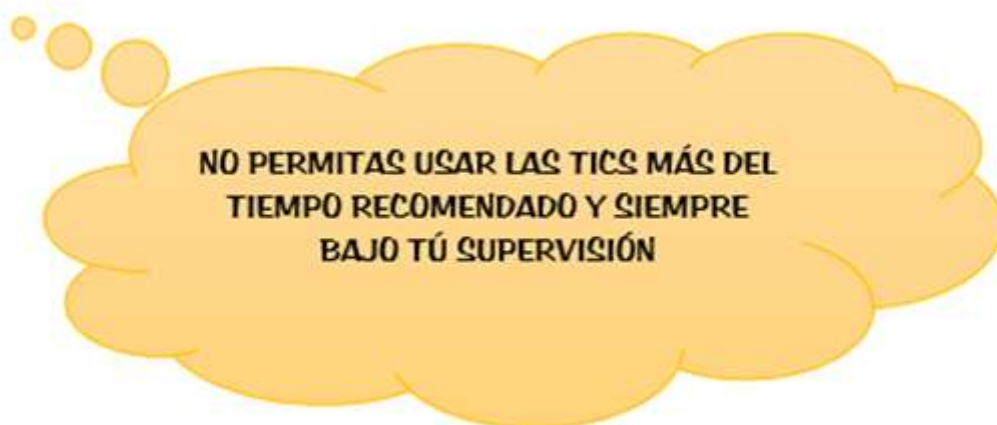 NO PERMITAS USAR LAS TICS MÁS DEL
TIEMPO RECOMENDADO Y SIEMPRE
BAJO TÚ SUPERVISIÓN